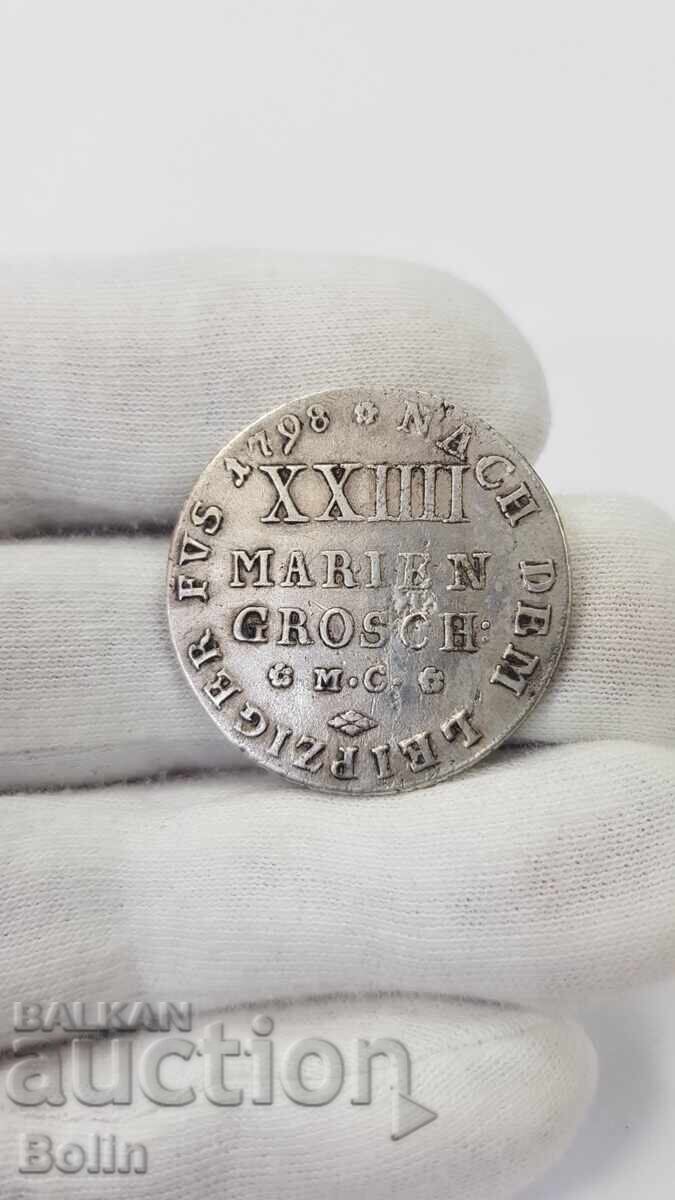 NACH DEM LEIPZIGER FVS 1798
XXIIII
MARIEN
GROSCH:
M.C.
BALKAN
auction
Bolin